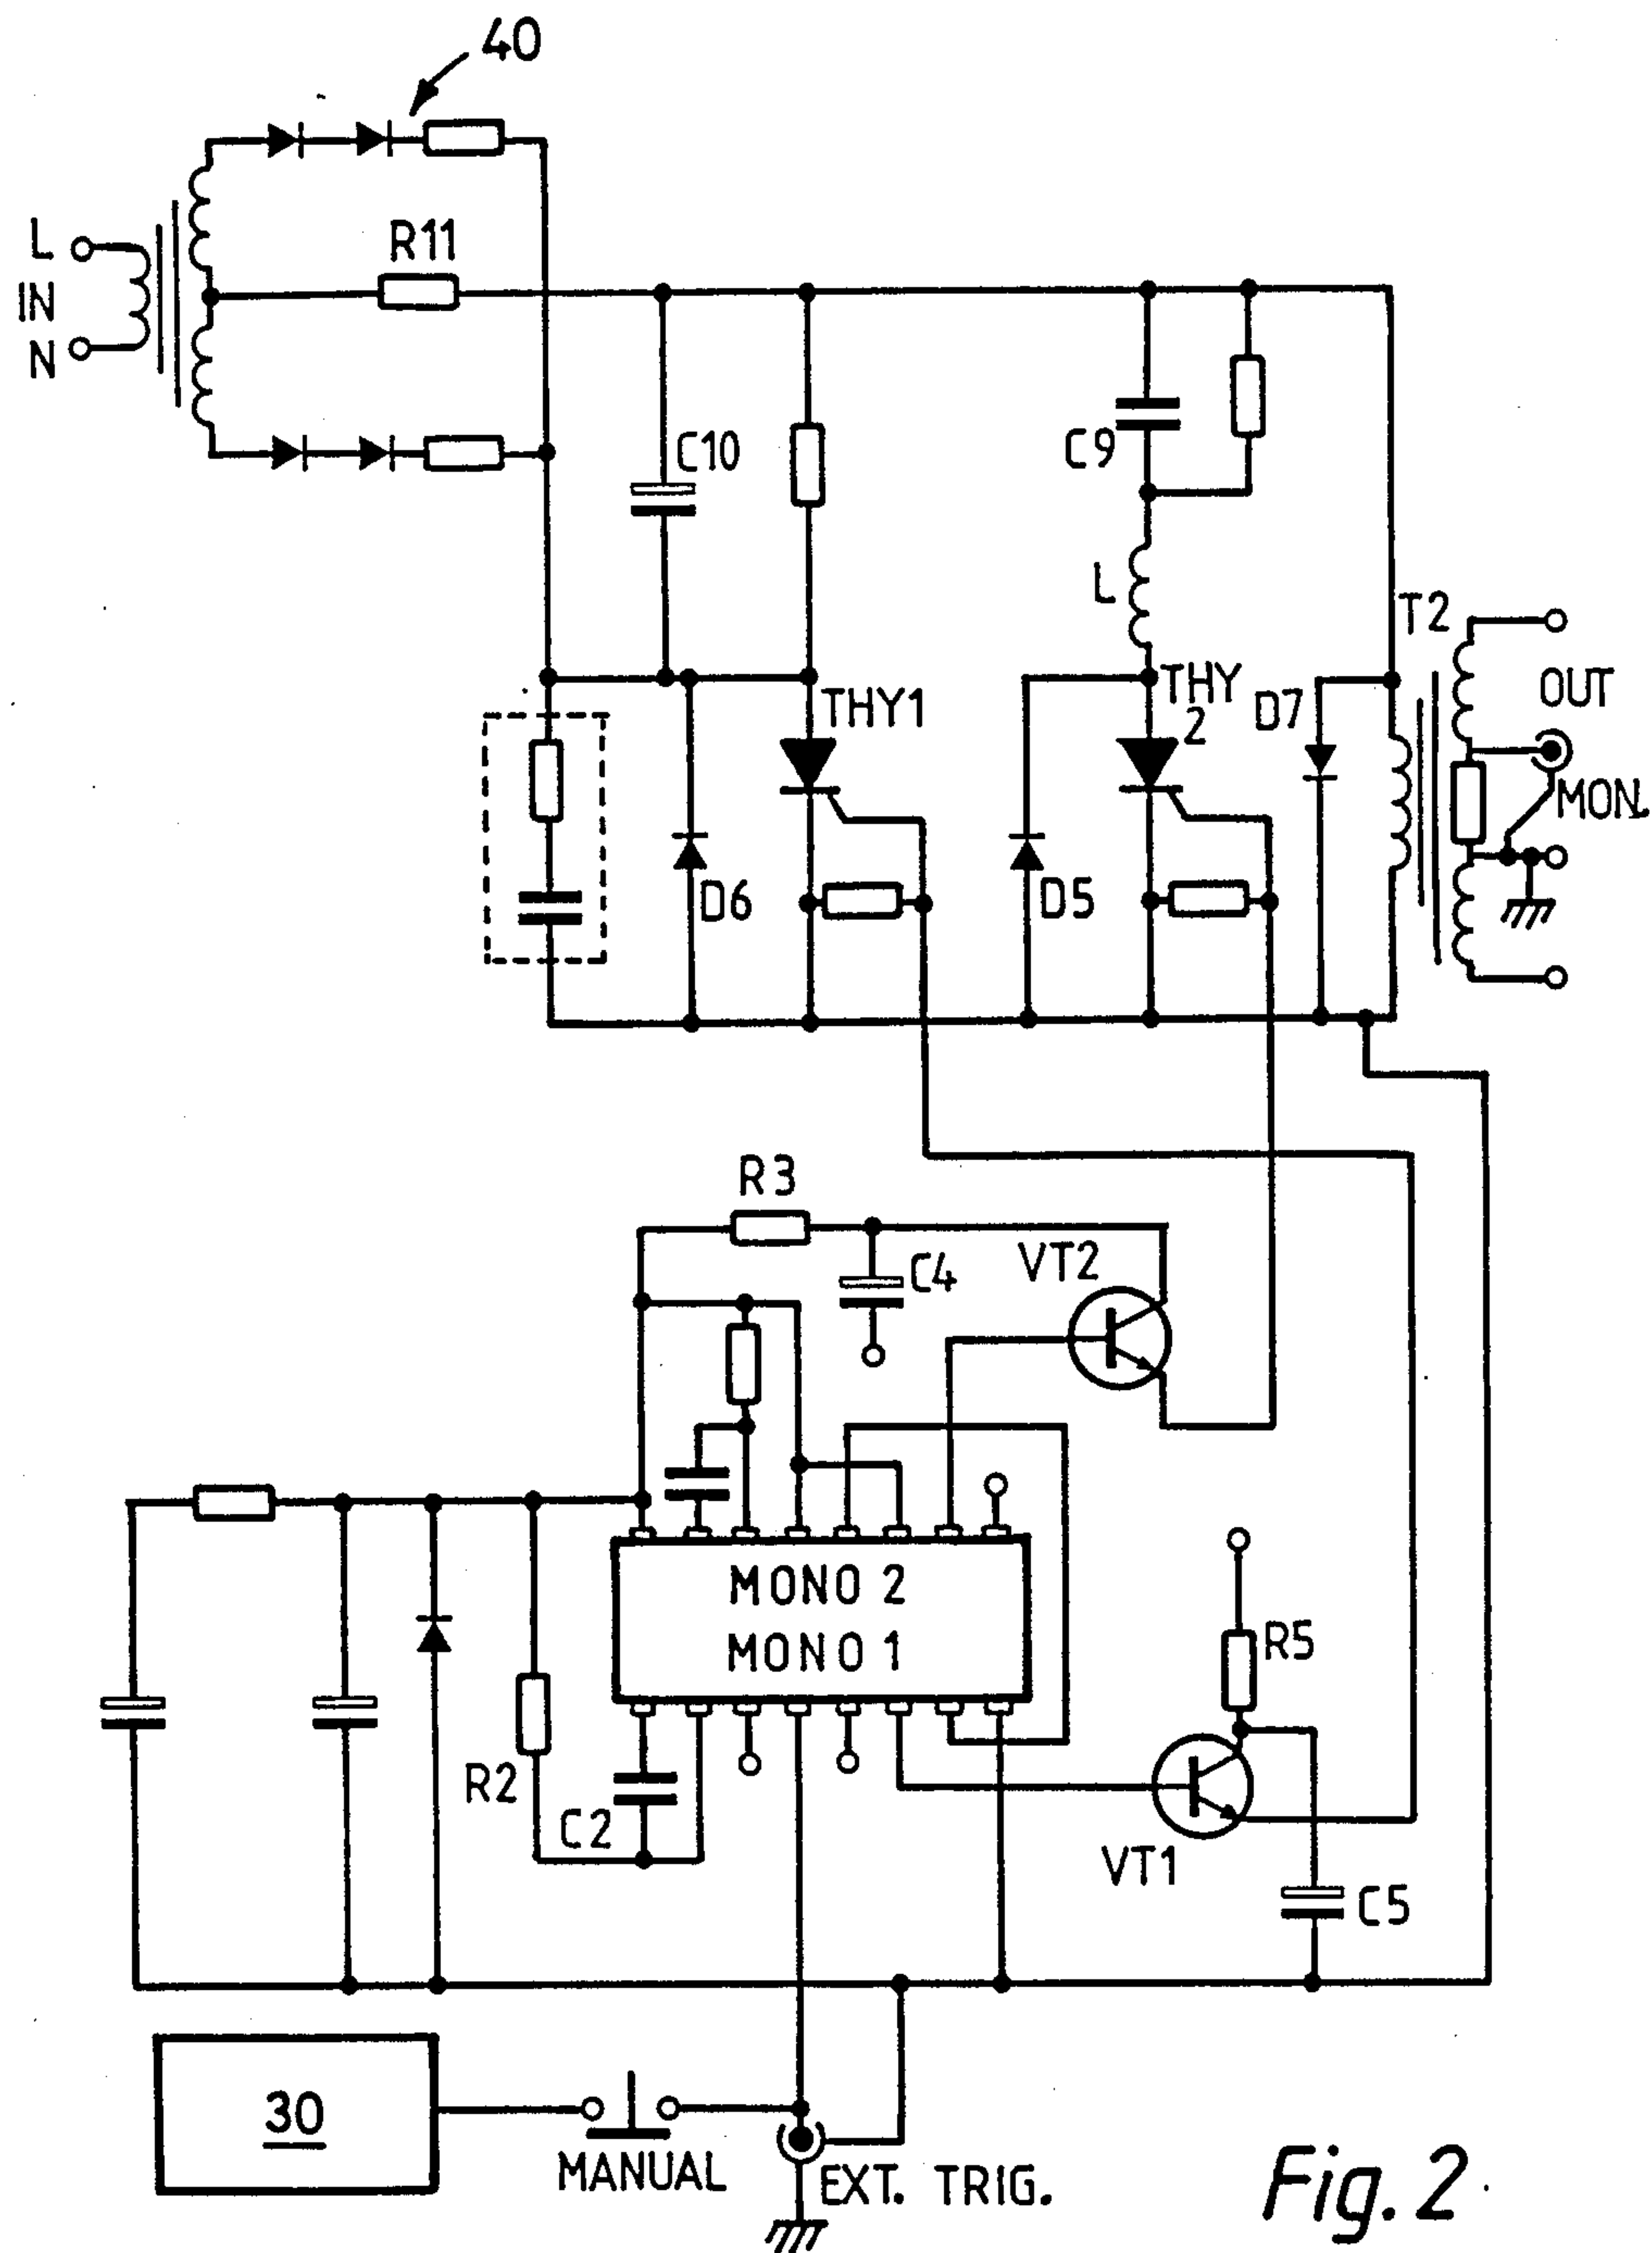 40
L
IN
N
R11
C10
C9
L
T2
THY1
THY
2
D7
OUT
MON.
D6
D5
R3
C4
VT2
MONO 2
MONO 1
R5
R2
C2
VT1
C5
30
MANUAL
EXT. TRIG.
Fig. 2